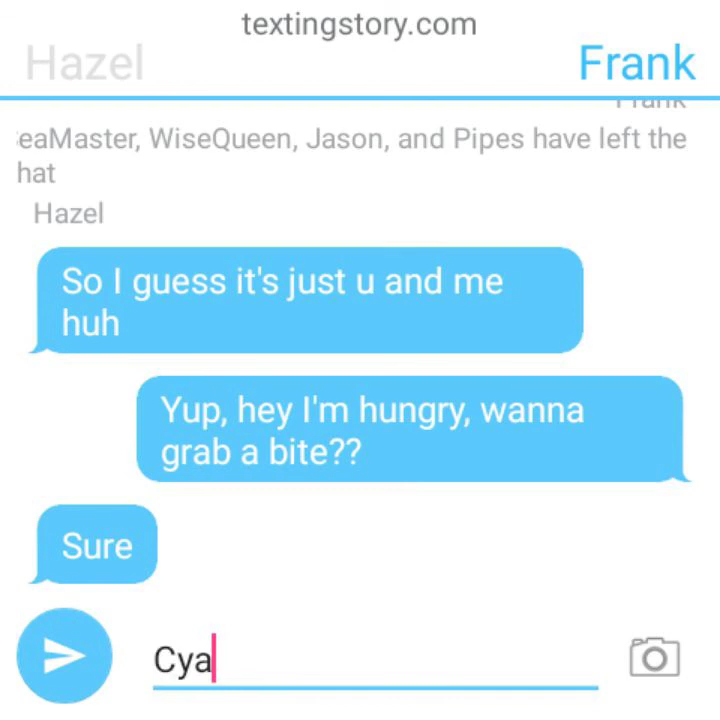 textingstory.com
Hazel Frank
Frank
eaMaster, WiseQueen, Jason, and Pipes have left the
hat
Hazel
So I guess it's just u and me
huh
Yup, hey I'm hungry, wanna
grab a bite??
Sure
Cya